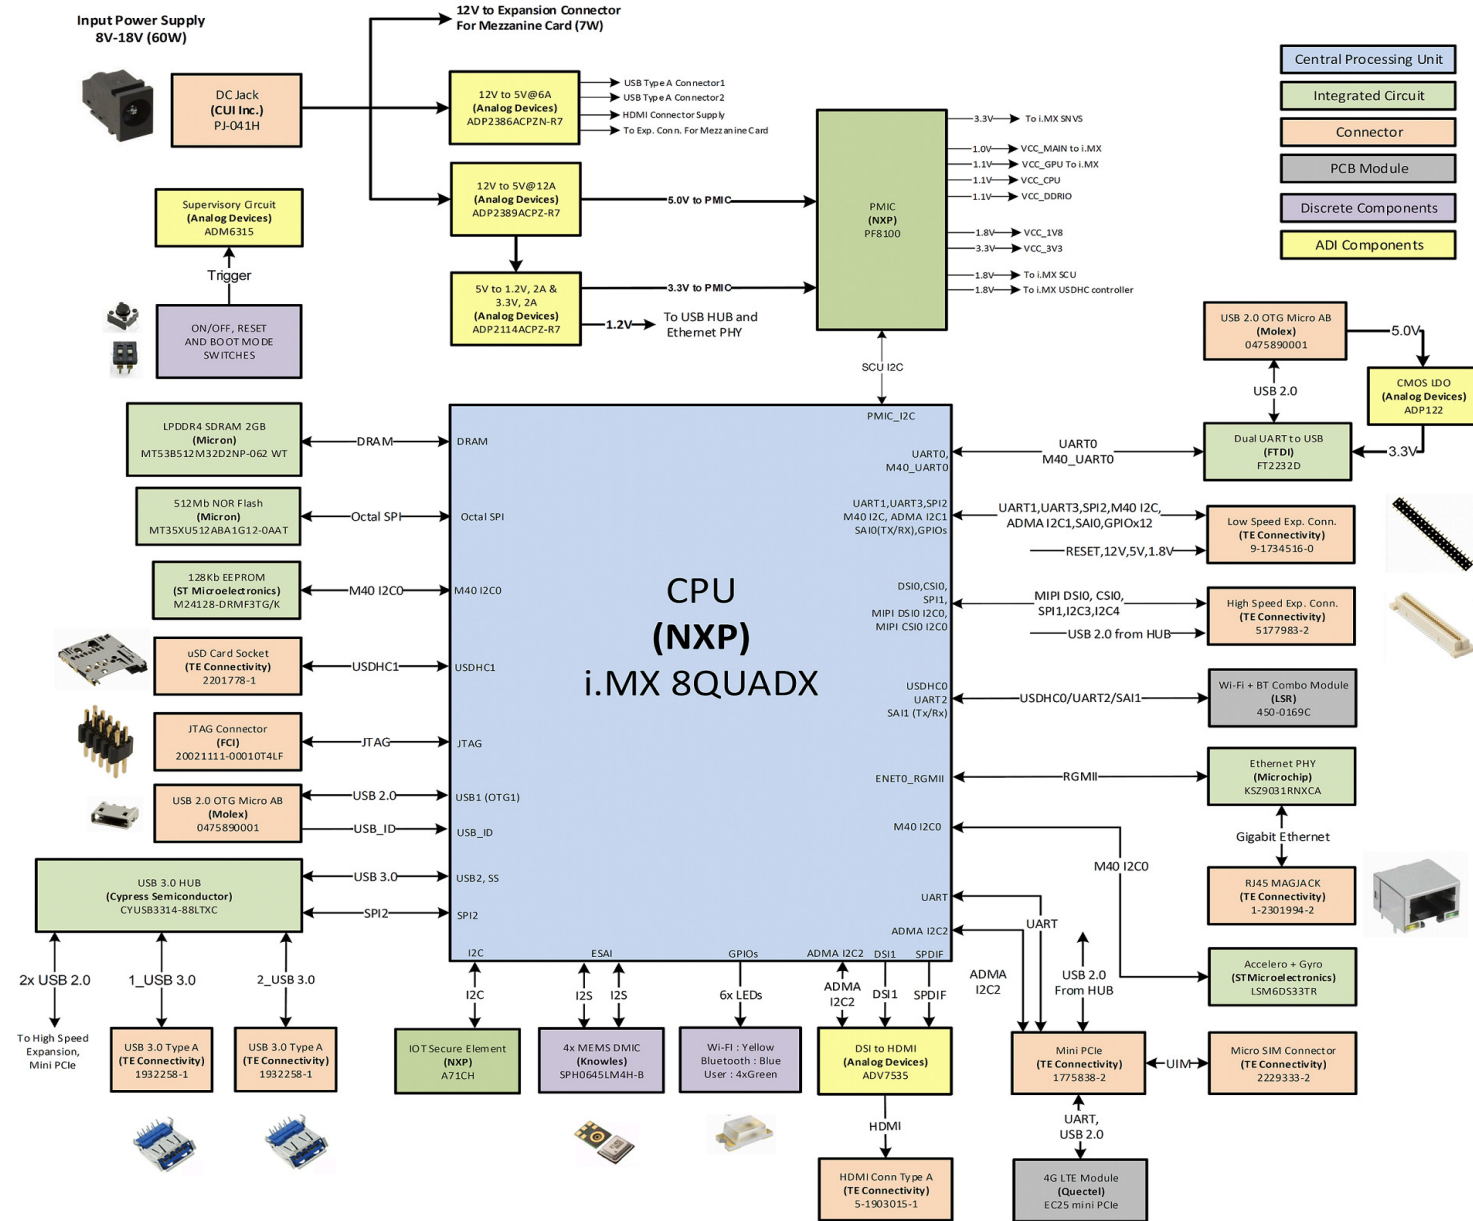 Input Power Supply
8V-18V (60W)
12V to Expansion Connector
For Mezzanine Card (7W)
DC Jack
(CUI Inc.)
PJ-041H
12V to 5V@6A
(Analog Devices)
ADP2386ACPZN-R7
USB Type A Connector1
USB Type A Connector2
HDMI Connector Supply
To Exp. Conn. For Mezzanine Card
12V to 5V@12A
(Analog Devices)
ADP2389ACPZ-R7
5.0V to PMIC
5V to 1.2V, 2A &
3.3V, 2A
(Analog Devices)
ADP2114ACPZ-R7
3.3V to PMIC
1.2V
To USB HUB and
Ethernet PHY
Supervisory Circuit
(Analog Devices)
ADM6315
Trigger
ON/OFF, RESET
AND BOOT MODE
SWITCHES
PMIC
(NXP)
PF8100
3.3V
To i.MX SNVS
1.0V
VCC_MAIN to i.MX
1.1V
VCC_GPU To i.MX
1.1V
VCC_CPU
1.1V
VCC_DDRIO
1.8V
VCC_1V8
3.3V
VCC_3V3
1.8V
To i.MX SCU
1.8V
To i.MX USDHC controller
SCU I2C
Central Processing Unit
Integrated Circuit
Connector
PCB Module
Discrete Components
ADI Components
USB 2.0 OTG Micro AB
(Molex)
0475890001
5.0V
USB 2.0
CMOS LDO
(Analog Devices)
ADP122
3.3V
Dual UART to USB
(FTDI)
FT2232D
LPDDR4 SDRAM 2GB
(Micron)
MT53B512M32D2NP-062 WT
DRAM
512Mb NOR Flash
(Micron)
MT35XU512ABA1G12-0AAT
Octal SPI
128Kb EEPROM
(ST Microelectronics)
M24128-DRMF3TG/K
M40 I2C0
uSD Card Socket
(TE Connectivity)
2201778-1
USDHC1
JTAG Connector
(FCI)
20021111-00010T4LF
JTAG
USB 2.0 OTG Micro AB
(Molex)
0475890001
USB 2.0
USB_ID
USB 3.0 HUB
(Cypress Semiconductor)
CYUSB3314-88LTXC
USB 3.0
SPI2
2x USB 2.0
1_USB 3.0
2_USB 3.0
To High Speed
Expansion,
Mini PCIe
USB 3.0 Type A
(TE Connectivity)
1932258-1
USB 3.0 Type A
(TE Connectivity)
1932258-1
CPU
(NXP)
i.MX 8QUADX
PMIC_I2C
DRAM
Octal SPI
M40 I2C0
USDHC1
JTAG
USB1 (OTG1)
USB_ID
USB2, SS
SPI2
I2C
ESAI
GPIOs
ADMA I2C2
DSI1
SPDIF
UART0,
M40_UART0
UART1,UART3,SPI2
M40 I2C, ADMA I2C1
SAI0(TX/RX),GPIOs
DSI0,CSI0,
SPI1,
MIPI DSI0 I2C0,
MIPI CSI0 I2C0
USDHC0
UART2
SAI1 (Tx/Rx)
ENET0_RGMII
M40 I2C0
UART
ADMA I2C2
UART0
M40_UART0
UART1,UART3,SPI2,M40 I2C,
ADMA I2C1,SAI0,GPIOx12
RESET,12V,5V,1.8V
Low Speed Exp. Conn.
(TE Connectivity)
9-1734516-0
MIPI DSI0, CSI0,
SPI1,I2C3,I2C4
USB 2.0 from HUB
High Speed Exp. Conn.
(TE Connectivity)
5177983-2
USDHC0/UART2/SAI1
Wi-Fi + BT Combo Module
(LSR)
450-0169C
RGMII
Ethernet PHY
(Microchip)
KSZ9031RNXCA
Gigabit Ethernet
RJ45 MAGJACK
(TE Connectivity)
1-2301994-2
M40 I2C0
Accelero + Gyro
(STMicroelectronics)
LSM6DS33TR
UART
ADMA
I2C2
USB 2.0
From HUB
I2C
IOT Secure Element
(NXP)
A71CH
I2S
I2S
4x MEMS DMIC
(Knowles)
SPH0645LM4H-B
6x LEDs
Wi-FI : Yellow
Bluetooth : Blue
User : 4xGreen
ADMA
I2C2
DSI1
SPDIF
DSI to HDMI
(Analog Devices)
ADV7535
HDMI
HDMI Conn Type A
(TE Connectivity)
5-1903015-1
Mini PCIe
(TE Connectivity)
1775838-2
UIM
Micro SIM Connector
(TE Connectivity)
2229333-2
UART,
USB 2.0
4G LTE Module
(Quectel)
EC25 mini PCIe